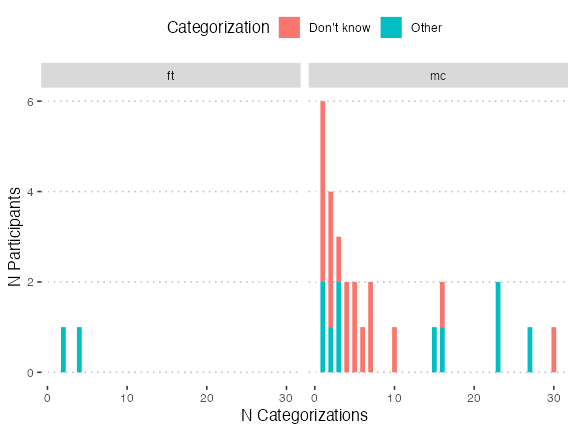 Categorization Don't know Other
ft mc
6
4
2
0
N Participants
0 10 20 30 0 10 20 30
N Categorizations